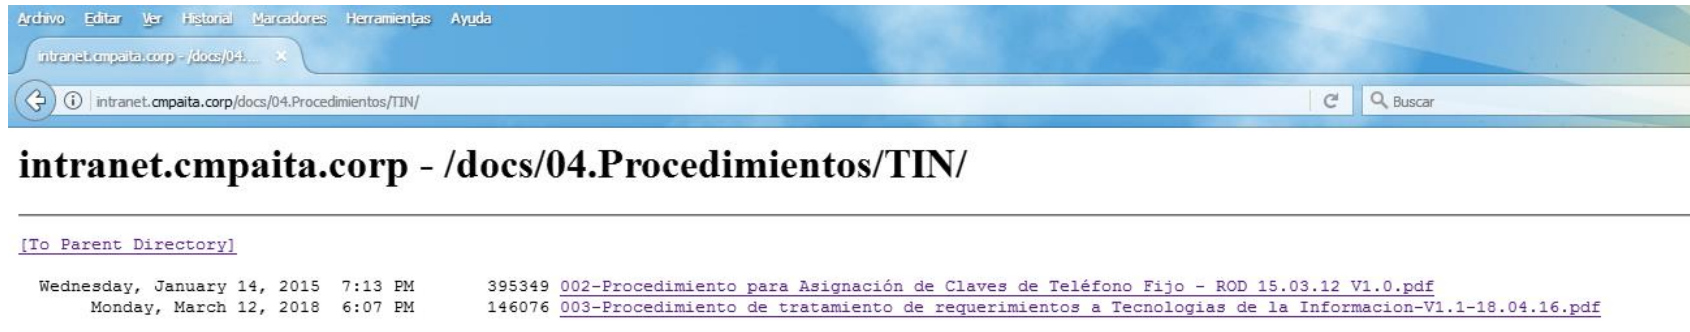 Archivo Editar Ver Historial Marcadores Herramientas Ayuda
intranet.cmpaita.corp - /docs/04.... ×
intranet.cmpaita.corp/docs/04.Procedimientos/TIN/ Buscar
intranet.cmpaita.corp - /docs/04.Procedimientos/TIN/
[To Parent Directory]
Wednesday, January 14, 2015 7:13 PM 395349 002-Procedimiento para Asignación de Claves de Teléfono Fijo - ROD 15.03.12 V1.0.pdf
Monday, March 12, 2018 6:07 PM 146076 003-Procedimiento de tratamiento de requerimientos a Tecnologias de la Informacion-V1.1-18.04.16.pdf